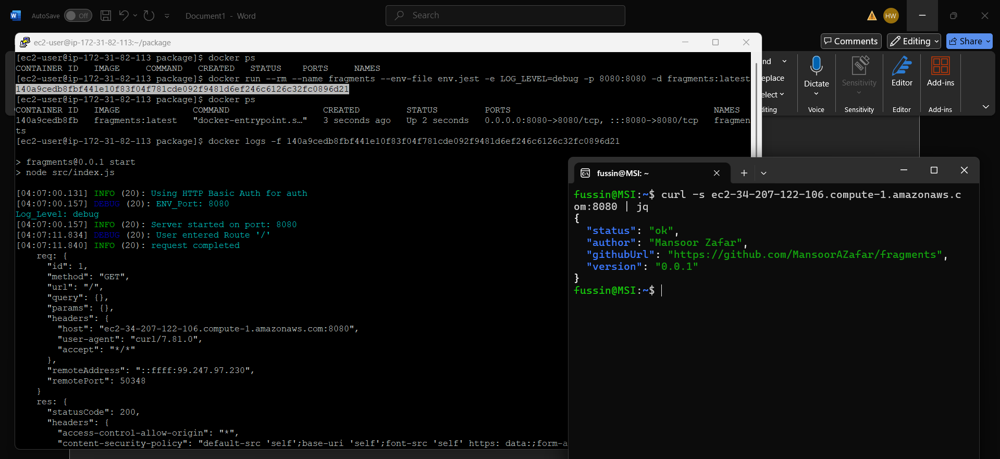 AutoSave Off Document1 - Word Search HW
Comments Editing Share
ec2-user@ip-172-31-82-113:~/package
[ec2-user@ip-172-31-82-113 package]$ docker ps
CONTAINER ID IMAGE COMMAND CREATED STATUS PORTS NAMES
[ec2-user@ip-172-31-82-113 package]$ docker run --rm --name fragments --env-file env.jest -e LOG_LEVEL=debug -p 8080:8080 -d fragments:latest
140a9cedb8fbf441e10f83f04f781cde092f9481d6ef246c6126c32fc0896d21
[ec2-user@ip-172-31-82-113 package]$ docker ps
CONTAINER ID IMAGE COMMAND CREATED STATUS PORTS NAMES
140a9cedb8fb fragments:latest "docker-entrypoint.s…" 3 seconds ago Up 2 seconds 0.0.0.0:8080->8080/tcp, :::8080->8080/tcp fragmen
ts
[ec2-user@ip-172-31-82-113 package]$ docker logs -f 140a9cedb8fbf441e10f83f04f781cde092f9481d6ef246c6126c32fc0896d21
> fragments@0.0.1 start
> node src/index.js
[04:07:00.131] INFO (20): Using HTTP Basic Auth for auth
[04:07:00.157] DEBUG (20): ENV_Port: 8080
Log_Level: debug
[04:07:00.157] INFO (20): Server started on port: 8080
[04:07:11.834] DEBUG (20): User entered Route '/'
[04:07:11.840] INFO (20): request completed
req: {
"id": 1,
"method": "GET",
"url": "/",
"query": {},
"params": {},
"headers": {
"host": "ec2-34-207-122-106.compute-1.amazonaws.com:8080",
"user-agent": "curl/7.81.0",
"accept": "*/*"
},
"remoteAddress": "::ffff:99.247.97.230",
"remotePort": 50348
}
res: {
"statusCode": 200,
"headers": {
"access-control-allow-origin": "*",
"content-security-policy": "default-src 'self';base-uri 'self';font-src 'self' https: data:;form-a
nd
eplace
elect
diting
Dictate
Voice
Sensitivity
Sensitivity
Editor
Editor
Add-ins
Add-ins
fussin@MSI: ~
fussin@MSI:~$ curl -s ec2-34-207-122-106.compute-1.amazonaws.c
om:8080 | jq
{
"status": "ok",
"author": "Mansoor Zafar",
"githubUrl": "https://github.com/MansoorAZafar/fragments",
"version": "0.0.1"
}
fussin@MSI:~$